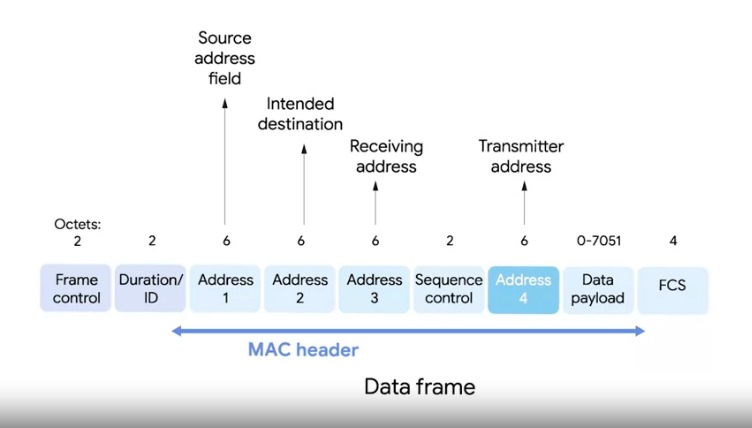 Source
address
field
Intended
destination
Receiving
address
Transmitter
address
Octets:
2 2 6 6 6 2 6 0-7051 4
Frame control
Duration/ ID
Address 1
Address 2
Address 3
Sequence control
Address 4
Data payload
FCS
MAC header
Data frame